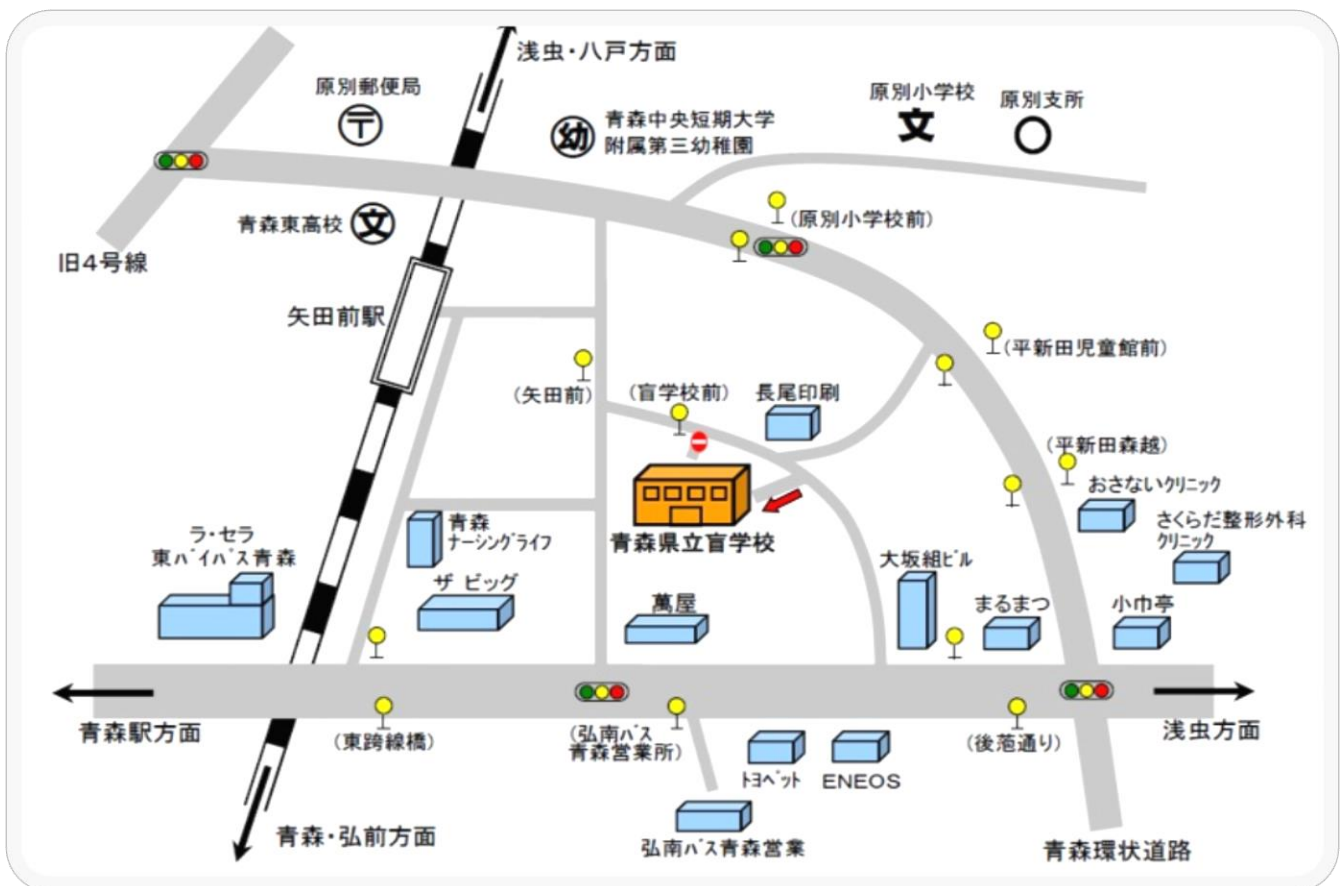 浅虫・八戸方面
原別郵便局
〒
幼
青森中央短期大学
附属第三幼稚園
原別小学校
文
原別支所
青森東高校
文
(原別小学校前)
旧4号線
矢田前駅
(平新田児童館前)
(矢田前)
(盲学校前)
長尾印刷
(平新田森越)
おさないクリニック
さくらだ整形外科
クリニック
青森
ナーシングライフ
ラ・セラ
東バイパス青森
青森県立盲学校
大坂組ビル
ザ ビッグ
萬屋
まるまつ
小巾亭
青森駅方面
(東跨線橋)
(弘南バス
青森営業所)
(後萢通り)
浅虫方面
トヨペット
ENEOS
青森・弘前方面
弘南バス青森営業
青森環状道路